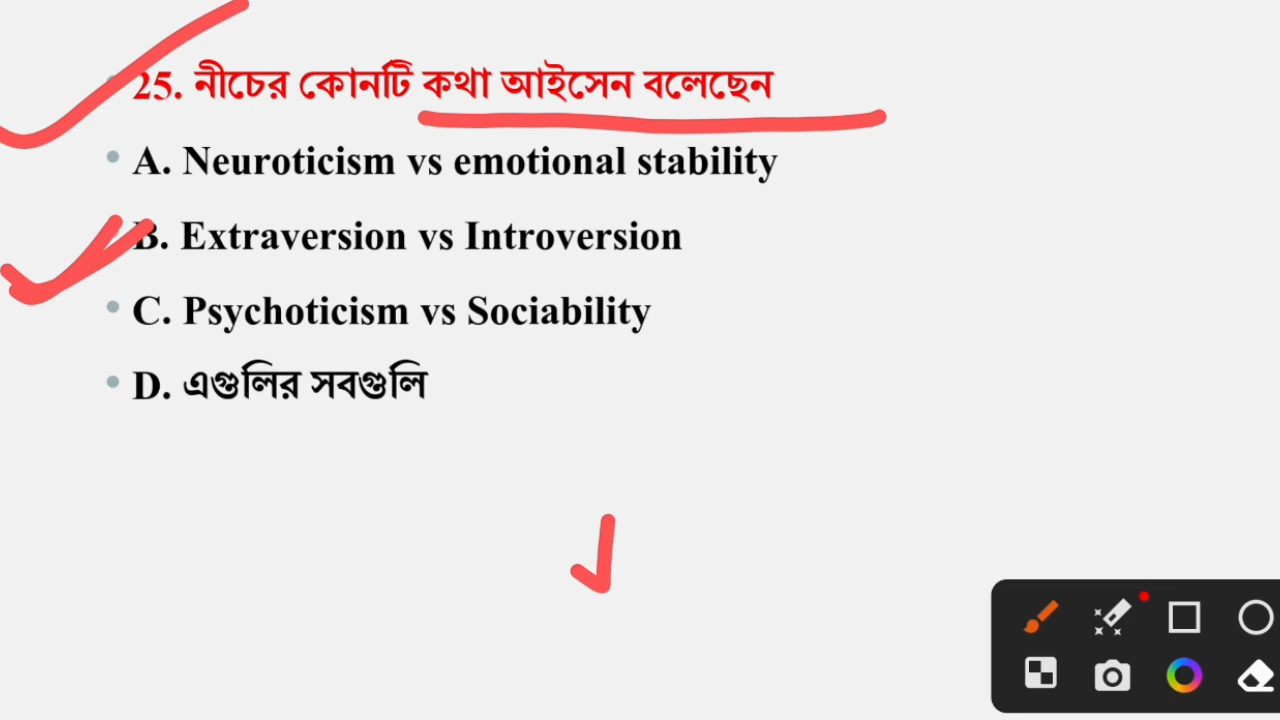 25. নীচের কোনটি কথা আইসেন বলেছেন
A. Neuroticism vs emotional stability
B. Extraversion vs Introversion
C. Psychoticism vs Sociability
D. এগুলির সবগুলি